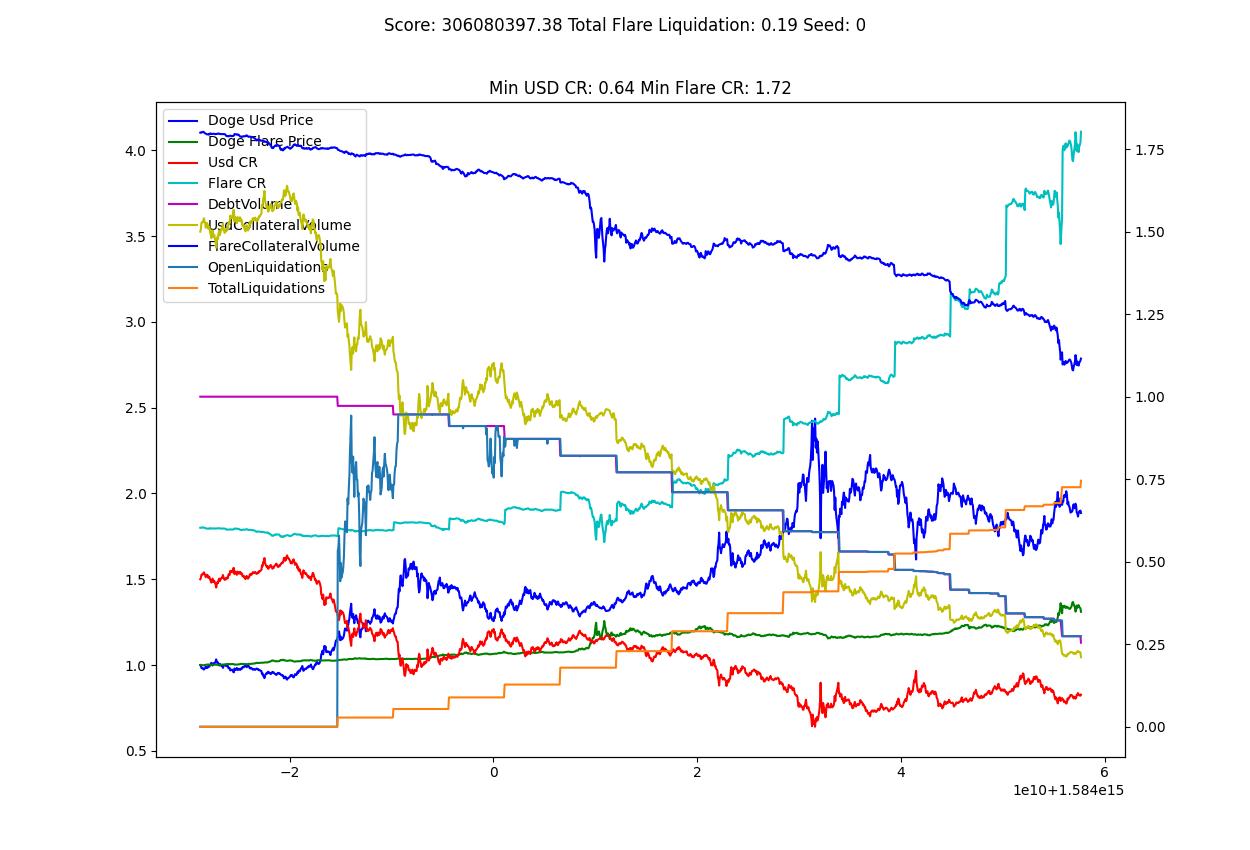 Score: 306080397.38 Total Flare Liquidation: 0.19 Seed: 0
Min USD CR: 0.64 Min Flare CR: 1.72
Doge Usd Price
Doge Flare Price
Usd CR
Flare CR
DebtVolume
UsdCollateralVolume
FlareCollateralVolume
OpenLiquidations
TotalLiquidations
4.0
3.5
3.0
2.5
2.0
1.5
1.0
0.5
1.75
1.50
1.25
1.00
0.75
0.50
0.25
0.00
−2
0
2
4
6
1e10+1.584e15